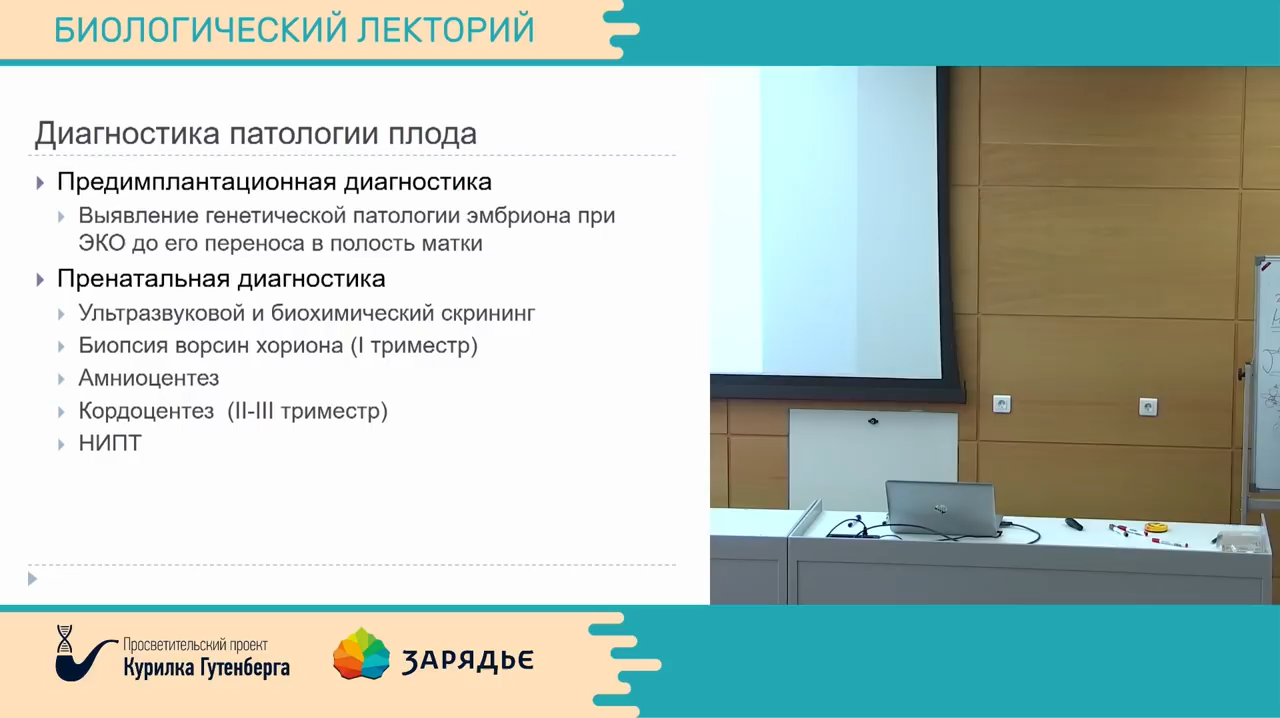 БИОЛОГИЧЕСКИЙ ЛЕКТОРИЙ
Диагностика патологии плода
Предимплантационная диагностика
Выявление генетической патологии эмбриона при
ЭКО до его переноса в полость матки
Пренатальная диагностика
Ультразвуковой и биохимический скрининг
Биопсия ворсин хориона (I триместр)
Амниоцентез
Кордоцентез (II-III триместр)
НИПТ
Просветительский проект
Курилка Гутенберга
ЗАРЯДЬЕ